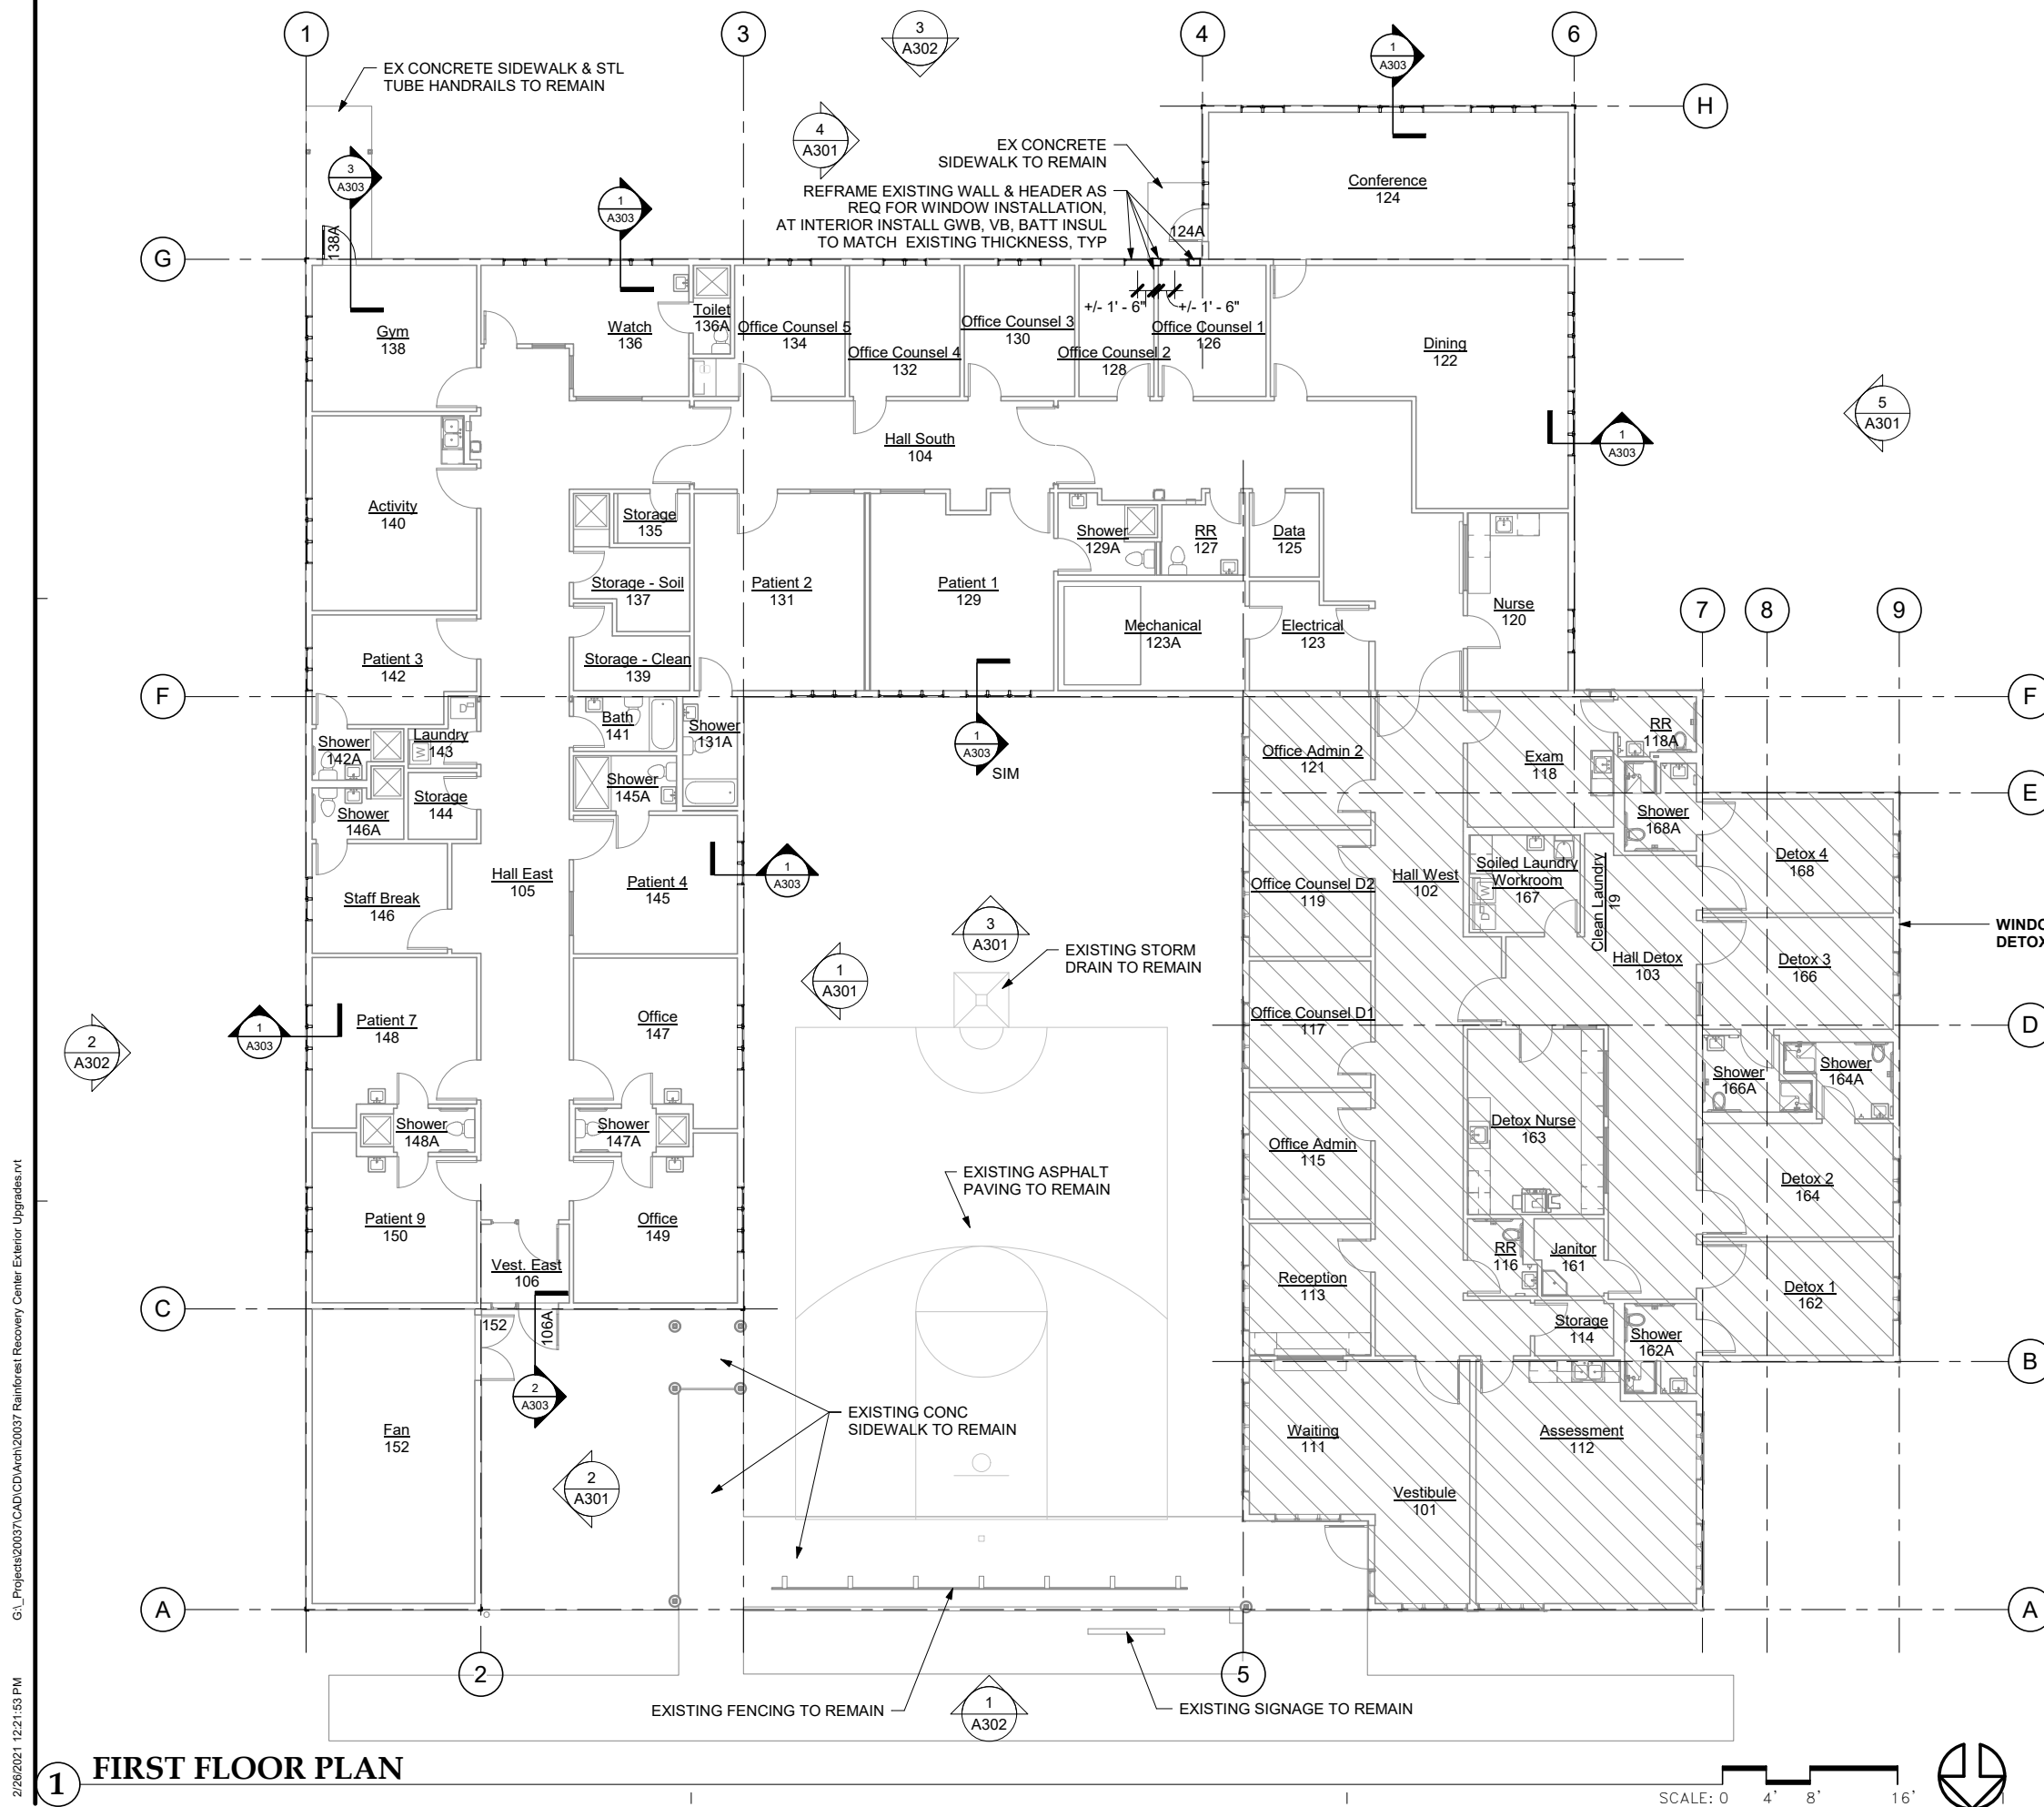 1
3
3
A302
4
1
A303
6
EX CONCRETE SIDEWALK & STL
TUBE HANDRAILS TO REMAIN
H
4
A301
EX CONCRETE
SIDEWALK TO REMAIN
3
A303
1
A303
REFRAME EXISTING WALL & HEADER AS
REQ FOR WINDOW INSTALLATION,
AT INTERIOR INSTALL GWB, VB, BATT INSUL
TO MATCH EXISTING THICKNESS, TYP
Conference
124
138A
124A
G
Gym
138
Watch
136
Toilet
136A
Office Counsel 5
134
Office Counsel 4
132
Office Counsel 3
130
+/- 1' - 6"
+/- 1' - 6"
Office Counsel 2
128
Office Counsel 1
126
Dining
122
5
A301
Hall South
104
1
A303
Activity
140
Storage
135
Storage - Soil
137
Patient 2
131
Patient 1
129
Shower
129A
RR
127
Data
125
Mechanical
123A
Electrical
123
Nurse
120
7
8
9
Patient 3
142
Storage - Clean
139
F
F
Shower
142A
Laundry
143
Bath
141
Shower
131A
1
A303
SIM
Office Admin 2
121
Exam
118
RR
118A
Shower
146A
Storage
144
Shower
145A
Shower
168A
E
Staff Break
146
Hall East
105
Patient 4
145
1
A303
Office Counsel D2
119
Hall West
102
Soiled Laundry
Workroom
167
Clean Laundry
19
Detox 4
168
3
A301
EXISTING STORM
DRAIN TO REMAIN
1
A301
Hall Detox
103
Detox 3
166
WINDO
DETOX
Patient 7
148
Office
147
1
A303
2
A302
Office Counsel D1
117
D
Shower
166A
Shower
164A
Shower
148A
Shower
147A
Office Admin
115
Detox Nurse
163
EXISTING ASPHALT
PAVING TO REMAIN
Detox 2
164
Patient 9
150
Office
149
Vest. East
106
Reception
113
RR
116
Janitor
161
Detox 1
162
C
152
106A
Storage
114
Shower
162A
B
2
A303
Fan
152
EXISTING CONC
SIDEWALK TO REMAIN
Waiting
111
Assessment
112
2
A301
Vestibule
101
A
A
2
5
EXISTING FENCING TO REMAIN
1
A302
EXISTING SIGNAGE TO REMAIN
1
FIRST FLOOR PLAN
SCALE: 0 4' 8' 16'
G:\_Projects\20037\CAD\CD\Arch\20037 Rainforest Recovery Center Exterior Upgrades.rvt
2/26/2021 12:21:53 PM